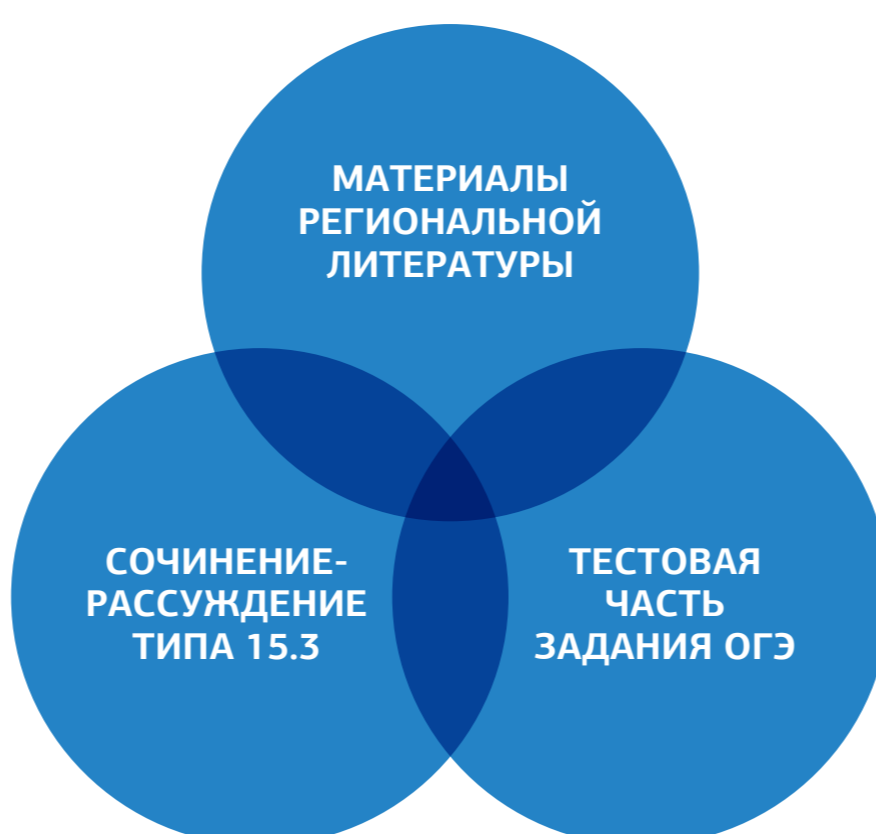 МАТЕРИАЛЫ
РЕГИОНАЛЬНОЙ
ЛИТЕРАТУРЫ
СОЧИНЕНИЕ-
РАССУЖДЕНИЕ
ТИПА 15.3
ТЕСТОВАЯ
ЧАСТЬ
ЗАДАНИЯ ОГЭ